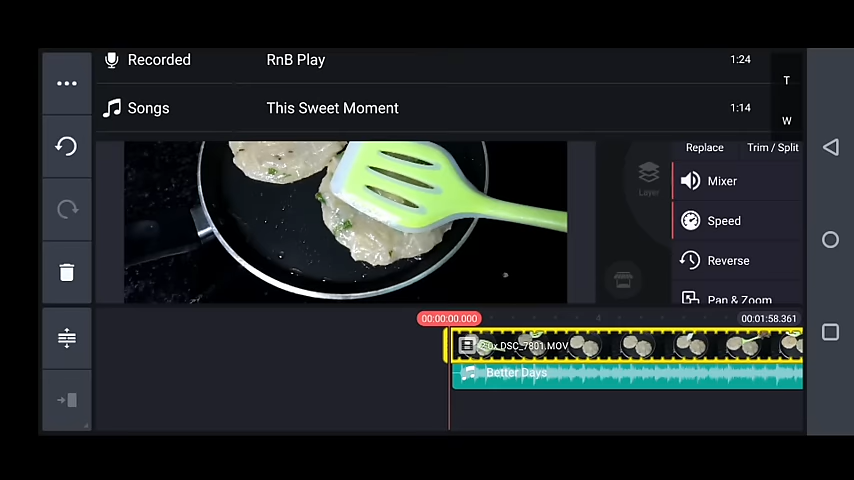 Recorded RnB Play 1:24
T
Songs This Sweet Moment 1:14
W
Replace Trim / Split
Layer
Mixer
Speed
Reverse
Pan & Zoom
00:00:00.000 4 00:01:58.361
DSC_7801.MOV
Better Days